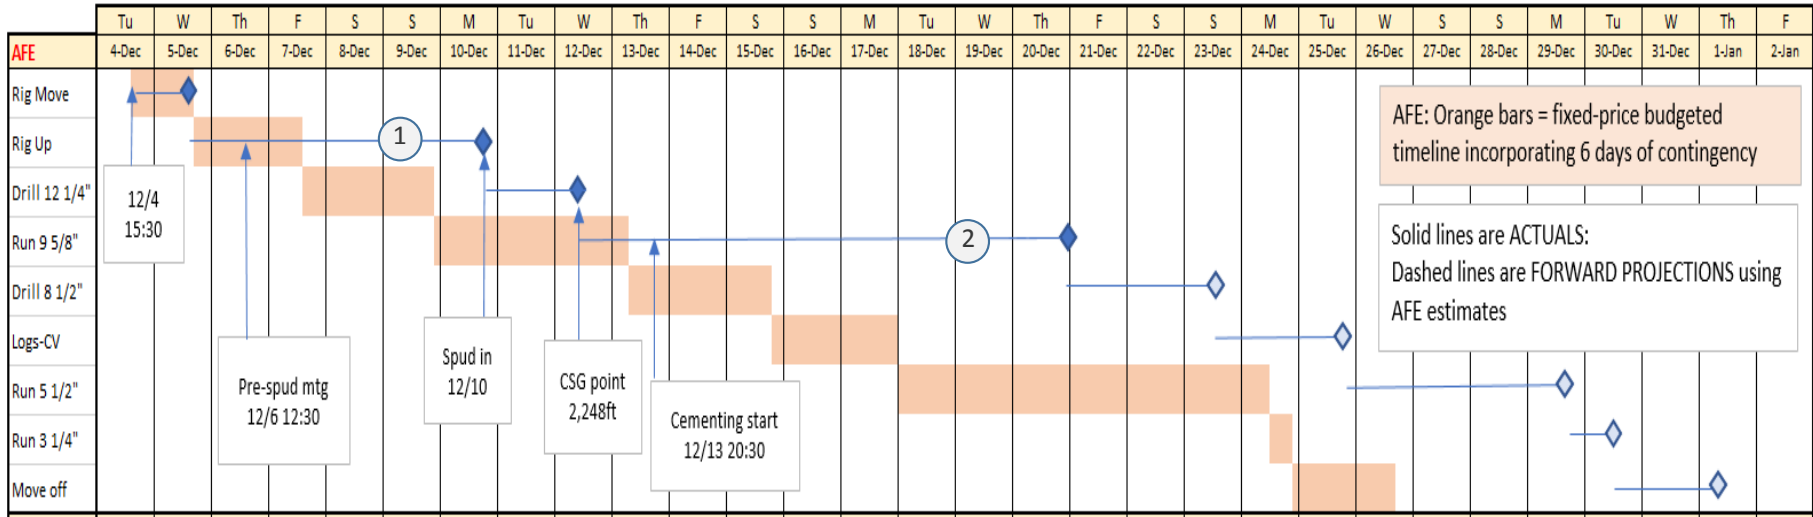 Tu W Th F S S M Tu W Th F S S M Tu W Th F S S M Tu W S S M Tu W Th F
AFE 4-Dec 5-Dec 6-Dec 7-Dec 8-Dec 9-Dec 10-Dec 11-Dec 12-Dec 13-Dec 14-Dec 15-Dec 16-Dec 17-Dec 18-Dec 19-Dec 20-Dec 21-Dec 22-Dec 23-Dec 24-Dec 25-Dec 26-Dec 27-Dec 28-Dec 29-Dec 30-Dec 31-Dec 1-Jan 2-Jan
Rig Move
Rig Up
Drill 12 1/4"
Run 9 5/8"
Drill 8 1/2"
Logs-CV
Run 5 1/2"
Run 3 1/4"
Move off
1
2
12/4
15:30
Pre-spud mtg
12/6 12:30
Spud in
12/10
CSG point
2,248ft
Cementing start
12/13 20:30
AFE: Orange bars = fixed-price budgeted
timeline incorporating 6 days of contingency
Solid lines are ACTUALS:
Dashed lines are FORWARD PROJECTIONS using
AFE estimates